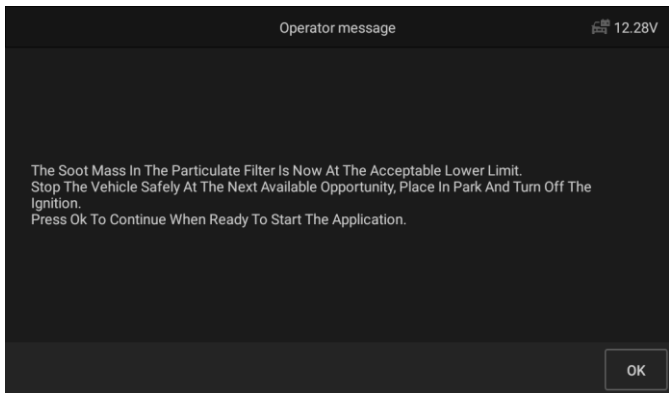 Operator message
12.28V
The Soot Mass In The Particulate Filter Is Now At The Acceptable Lower Limit.
Stop The Vehicle Safely At The Next Available Opportunity, Place In Park And Turn Off The
Ignition.
Press Ok To Continue When Ready To Start The Application.
OK